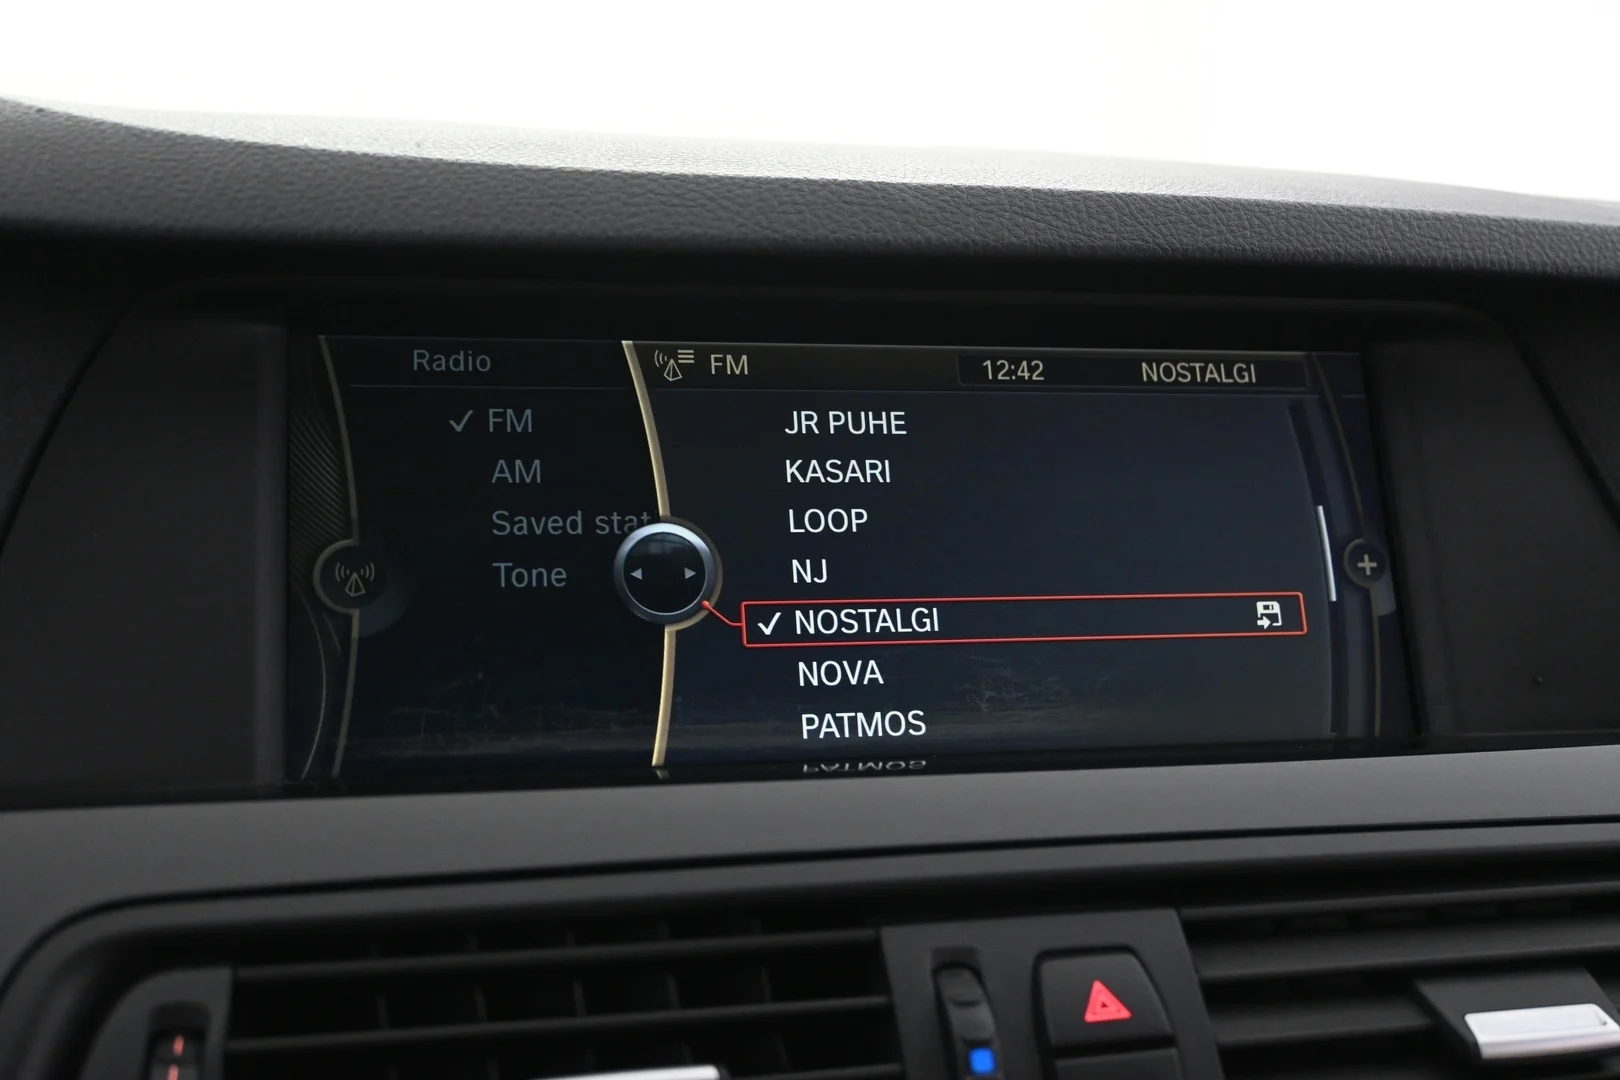 Radio
FM
12:42
NOSTALGI
✓ FM
AM
Saved stat
Tone
JR PUHE
KASARI
LOOP
NJ
✓ NOSTALGI
NOVA
PATMOS